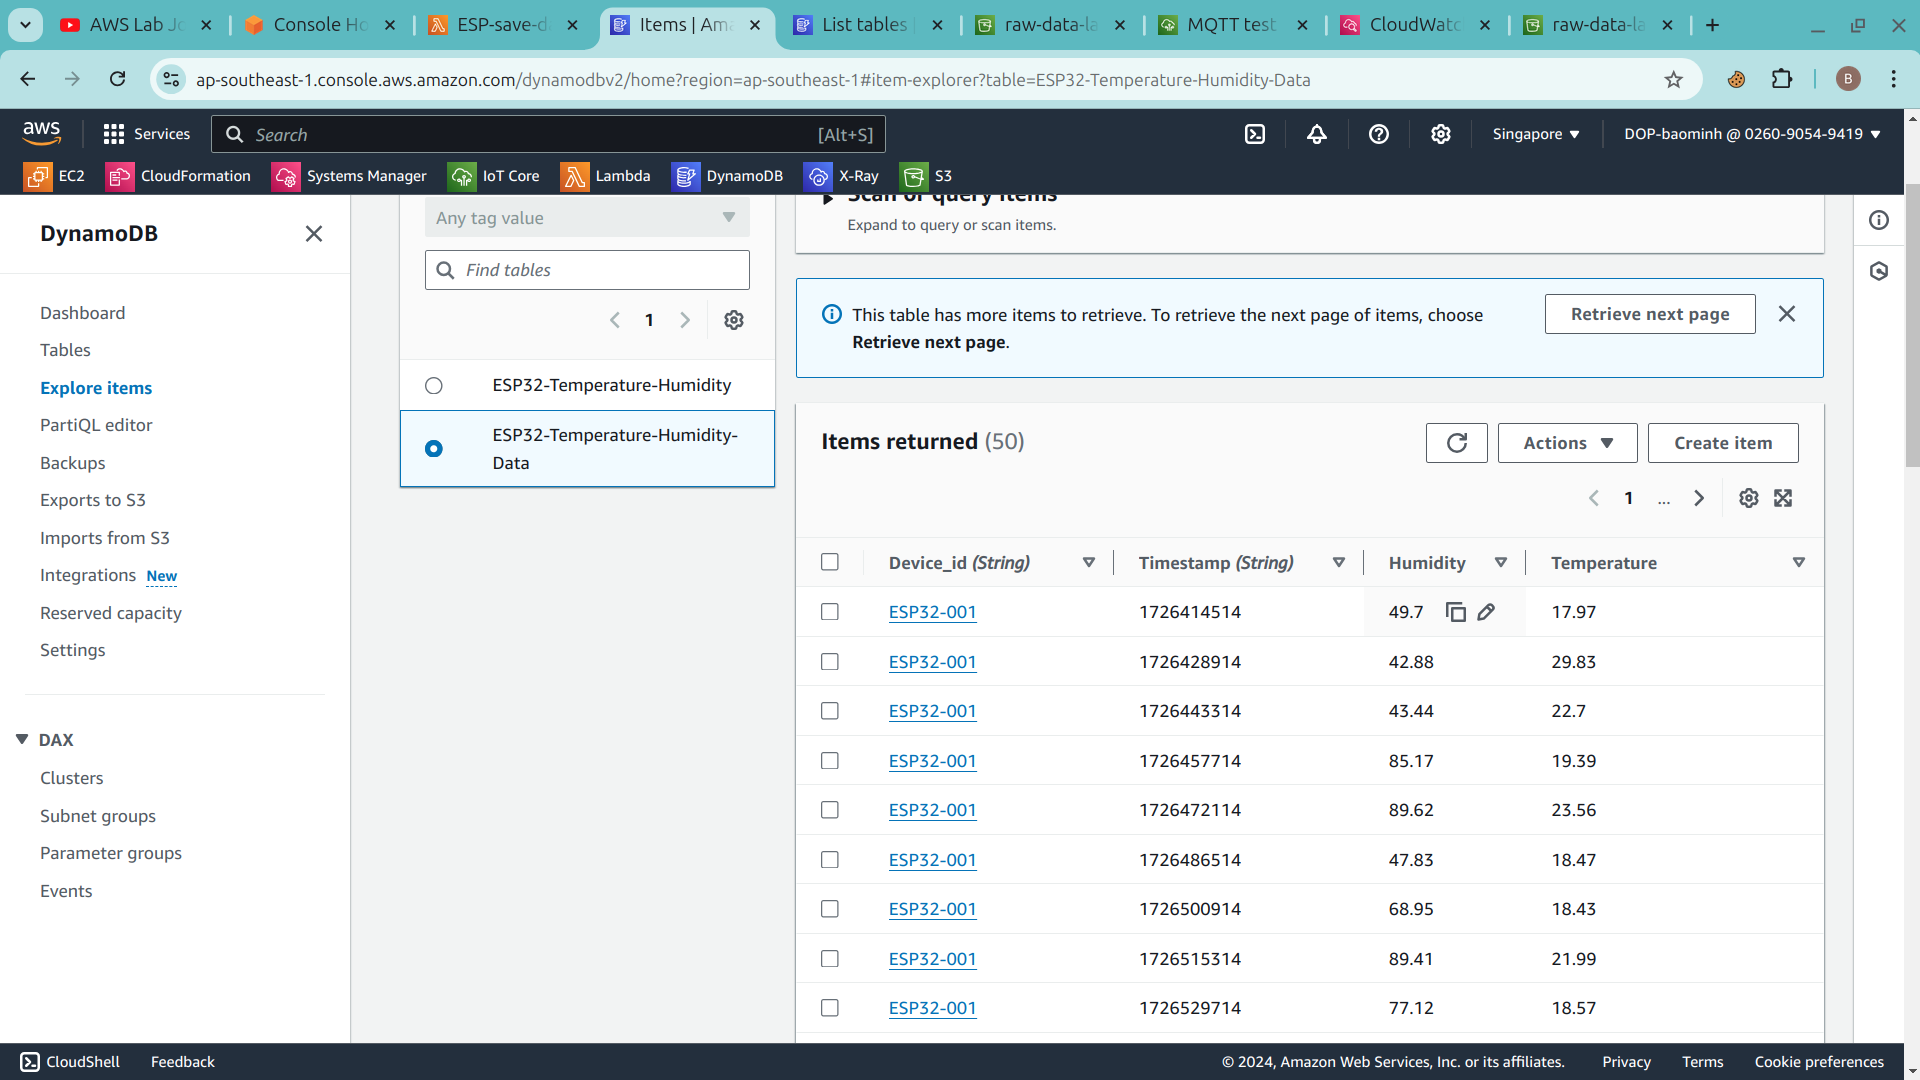 AWS Lab Jo
Console Ho
ESP-save-da
Items | Ama
List tables
raw-data-la
MQTT test
CloudWatc
raw-data-la
ap-southeast-1.console.aws.amazon.com/dynamodbv2/home?region=ap-southeast-1#item-explorer?table=ESP32-Temperature-Humidity-Data
B
aws
Services
Search
[Alt+S]
Singapore
DOP-baominh @ 0260-9054-9419
EC2
CloudFormation
Systems Manager
IoT Core
Lambda
DynamoDB
X-Ray
S3
DynamoDB
Dashboard
Tables
Explore items
PartiQL editor
Backups
Exports to S3
Imports from S3
Integrations New
Reserved capacity
Settings
DAX
Clusters
Subnet groups
Parameter groups
Events
Any tag value
Find tables
1
ESP32-Temperature-Humidity
ESP32-Temperature-Humidity-
Data
Scan or query items
Expand to query or scan items.
This table has more items to retrieve. To retrieve the next page of items, choose
Retrieve next page.
Retrieve next page
Items returned (50)
Actions
Create item
1 ...
Device_id (String) Timestamp (String) Humidity Temperature
ESP32-001 1726414514 49.7 17.97
ESP32-001 1726428914 42.88 29.83
ESP32-001 1726443314 43.44 22.7
ESP32-001 1726457714 85.17 19.39
ESP32-001 1726472114 89.62 23.56
ESP32-001 1726486514 47.83 18.47
ESP32-001 1726500914 68.95 18.43
ESP32-001 1726515314 89.41 21.99
ESP32-001 1726529714 77.12 18.57
CloudShell
Feedback
© 2024, Amazon Web Services, Inc. or its affiliates.
Privacy
Terms
Cookie preferences